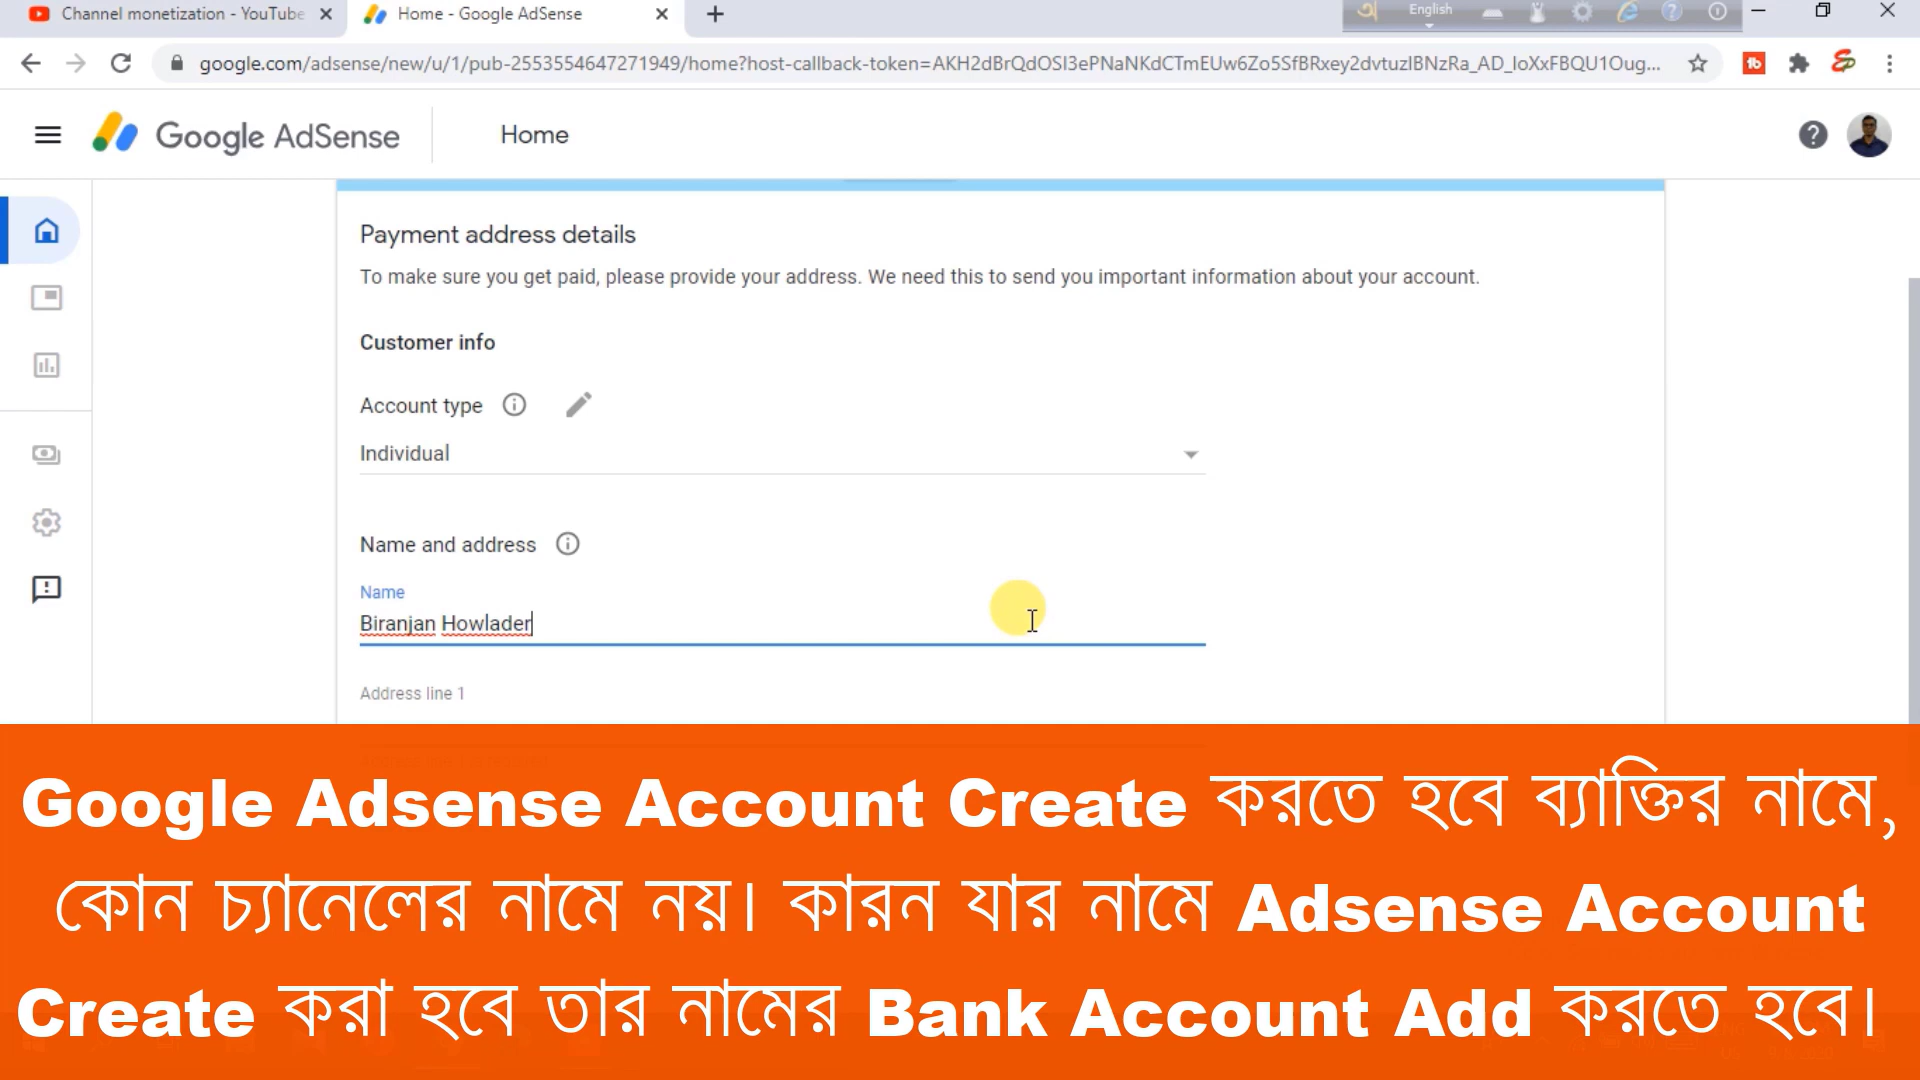 Channel monetization - YouTube
Home - Google AdSense
English
google.com/adsense/new/u/1/pub-2553554647271949/home?host-callback-token=AKH2dBrQdOSI3ePNaNKdCTmEUw6Zo5SfBRxey2dvtuzIBNzRa_AD_IoXxFBQU1Oug...
Google AdSense
Home
Payment address details
To make sure you get paid, please provide your address. We need this to send you important information about your account.
Customer info
Account type
Individual
Name and address
Name
Biranjan Howlader
Address line 1
Google Adsense Account Create করতে হবে ব্যাক্তির নামে,
কোন চ্যানেলের নামে নয়। কারন যার নামে Adsense Account
Create করা হবে তার নামের Bank Account Add করতে হবে।